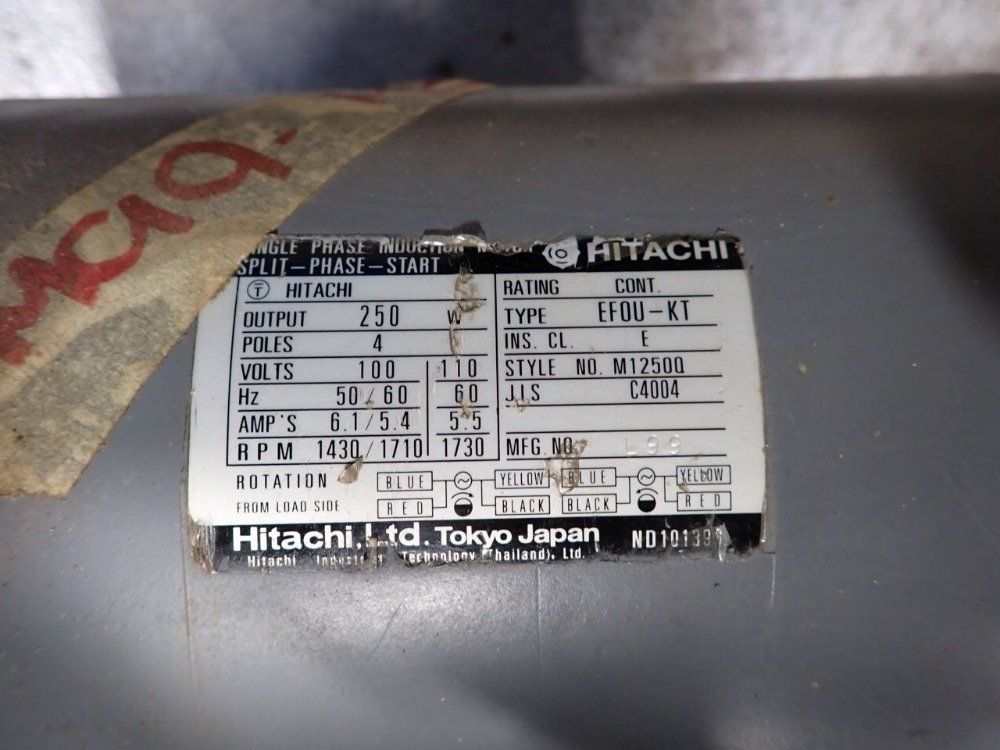 mc19.
PHASE INDUCTION
HITACHI
SPLIT-PHASE-START
HITACHI
RATING CONT.
OUTPUT 250 W
TYPE EFOU-KT
POLES 4
INS. CL. E
VOLTS 100 110
STYLE NO. M1250Q
Hz 50/60 60
JIS C4004
AMP'S 6.1/5.4 5.5
RPM 1430/1710 1730
MFG. NO. L99
ROTATION BLUE YELLOW BLUE YELLOW
FROM LOAD SIDE RED BLACK BLACK RED
Hitachi, Ltd. Tokyo Japan
Hitachi Technology (Thailand), Ltd.